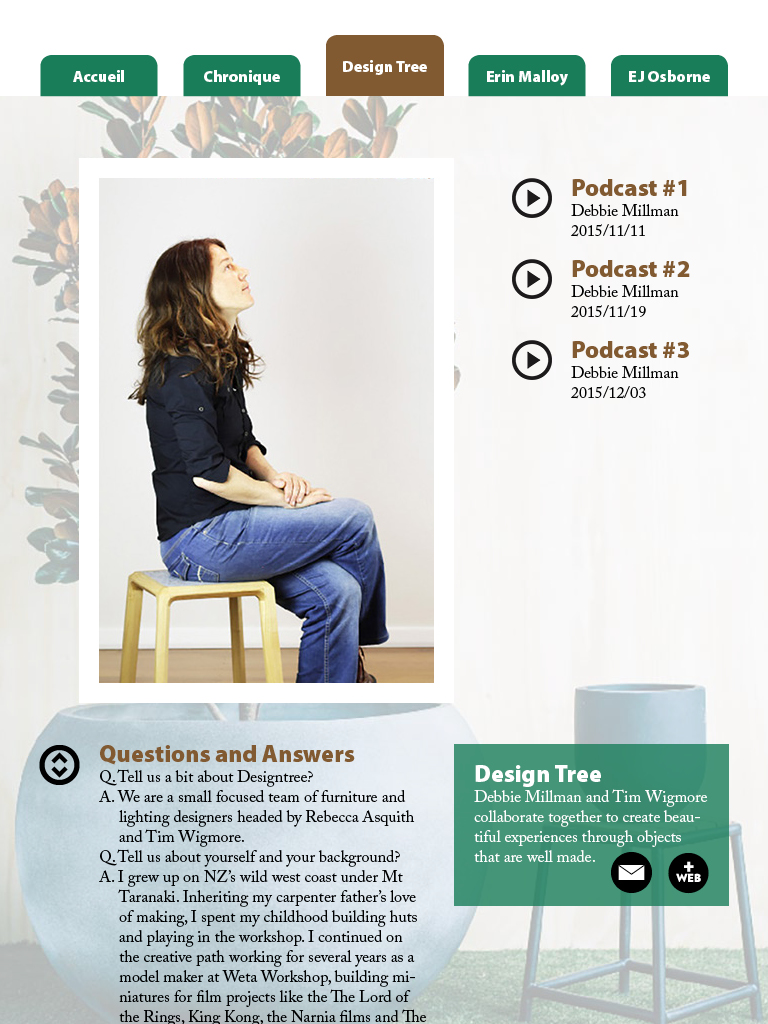 Accueil
Chronique
Design Tree
Erin Malloy
EJ Osborne
Podcast #1
Debbie Millman
2015/11/11
Podcast #2
Debbie Millman
2015/11/19
Podcast #3
Debbie Millman
2015/12/03
Questions and Answers
Q. Tell us a bit about Designtree?
A. We are a small focused team of furniture and
lighting designers headed by Rebecca Asquith
and Tim Wigmore.
Q. Tell us about yourself and your background?
A. I grew up on NZ's wild west coast under Mt
Taranaki. Inheriting my carpenter father's love
of making, I spent my childhood building huts
and playing in the workshop. I continued on
the creative path working for several years as a
model maker at Weta Workshop, building mi-
niatures for film projects like the The Lord of
the Rings, King Kong, the Narnia films and The
Design Tree
Debbie Millman and Tim Wigmore
collaborate together to create beau-
tiful experiences through objects
that are well made.
+
WEB